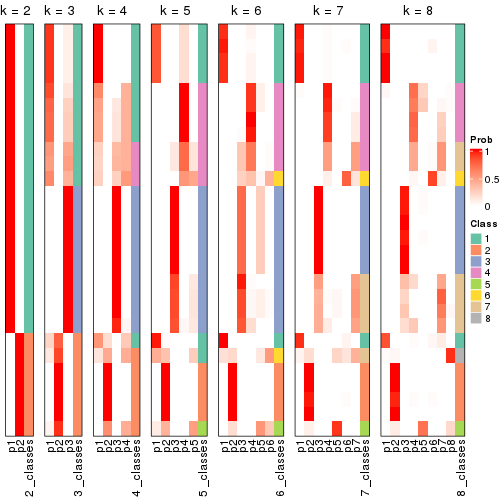 k = 2 k = 3 k = 4 k = 5 k = 6 k = 7 k = 8
Prob
1
0.5
0
Class
1
2
3
4
5
6
7
8
p1 p2 2_classes
p1 p2 p3 3_classes
p1 p2 p3 p4 4_classes
p1 p2 p3 p4 p5 5_classes
p1 p2 p3 p4 p5 p6 6_classes
p1 p2 p3 p4 p5 p6 p7 7_classes
p1 p2 p3 p4 p5 p6 p7 p8 8_classes